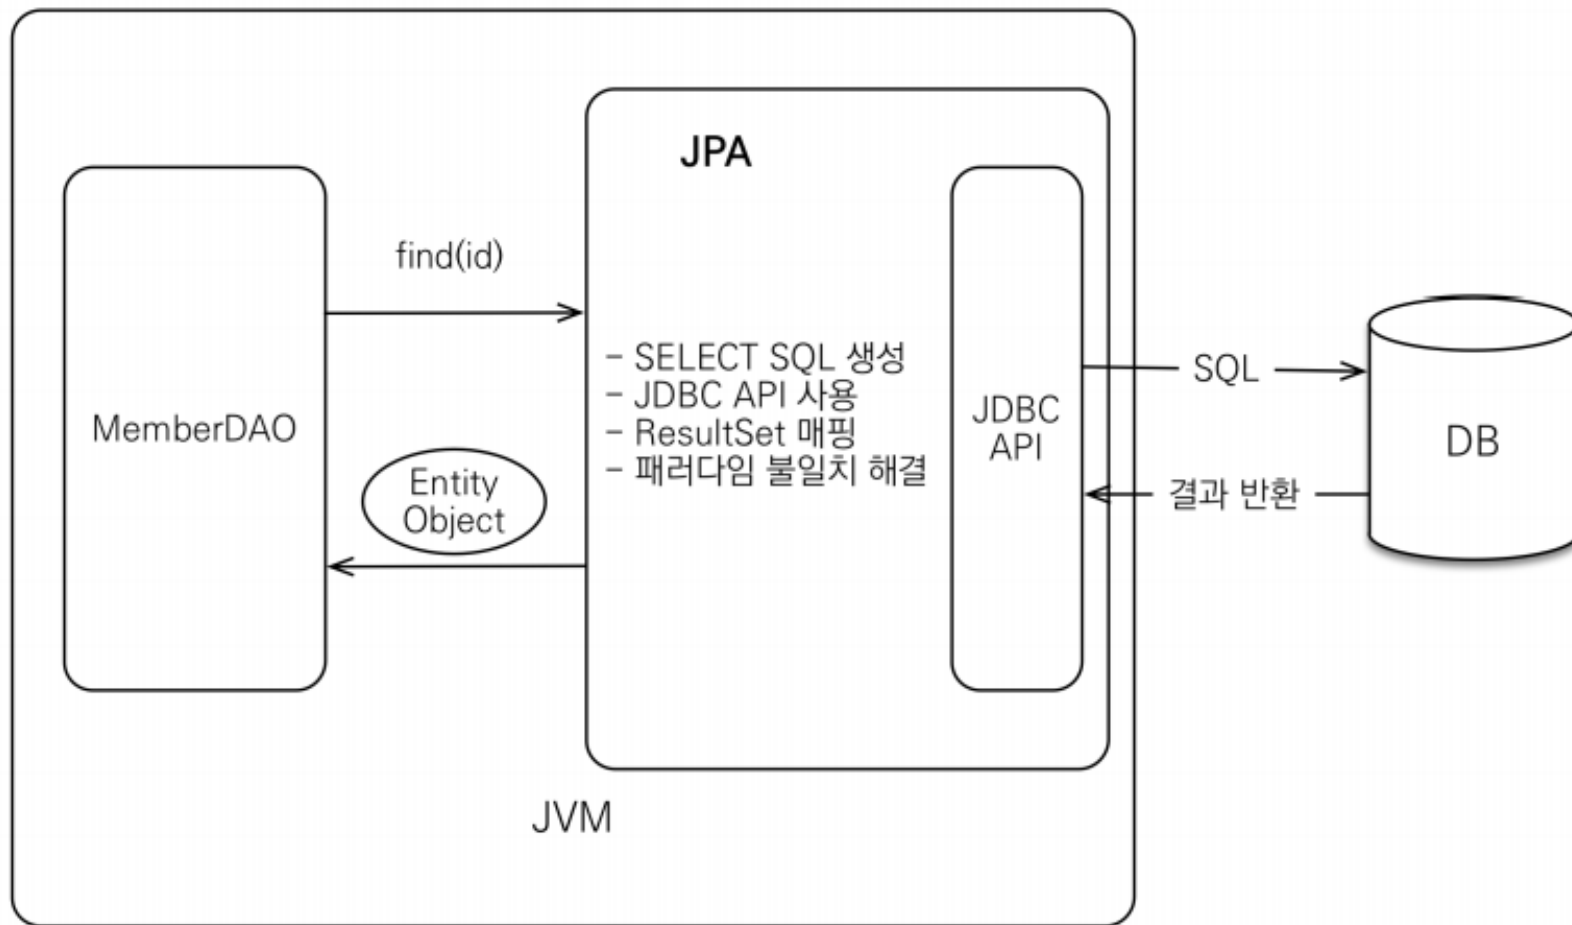 JPA
find(id)
MemberDAO
Entity
Object
- SELECT SQL 생성
- JDBC API 사용
- ResultSet 매핑
- 패러다임 불일치 해결
JDBC
API
SQL
결과 반환
DB
JVM